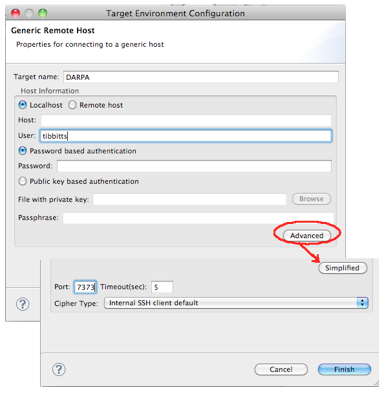 Target Environment Configuration
Generic Remote Host
Properties for connecting to a generic host
Target name: DARPA
Host Information
Localhost Remote host
Host:
User: tibbitts
Password based authentication
Password:
Public key based authentication
File with private key: Browse
Passphrase:
Advanced
Simplified
Port: 7373 Timeout(sec): 5
Cipher Type: Internal SSH client default
? ? Cancel Finish